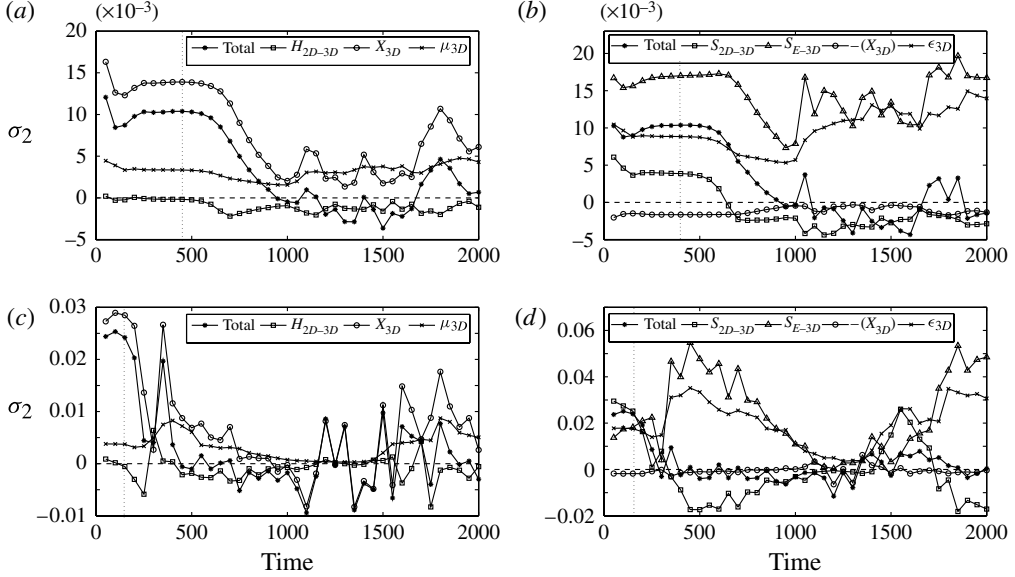 (a) (×10⁻³) (b) (×10⁻³)
20
15
10
5
0
−5
σ₂
Total H₂D–₃D X₃D μ₃D
0 500 1000 1500 2000
20
15
10
5
0
−5
Total S₂D–₃D S_E–₃D −(X₃D) ϵ₃D
0 500 1000 1500 2000
(c) (d)
0.03
0.02
0.01
0
−0.01
σ₂
Total H₂D–₃D X₃D μ₃D
0 500 1000 1500 2000
Time
0.06
0.04
0.02
0
−0.02
Total S₂D–₃D S_E–₃D −(X₃D) ϵ₃D
0 500 1000 1500 2000
Time